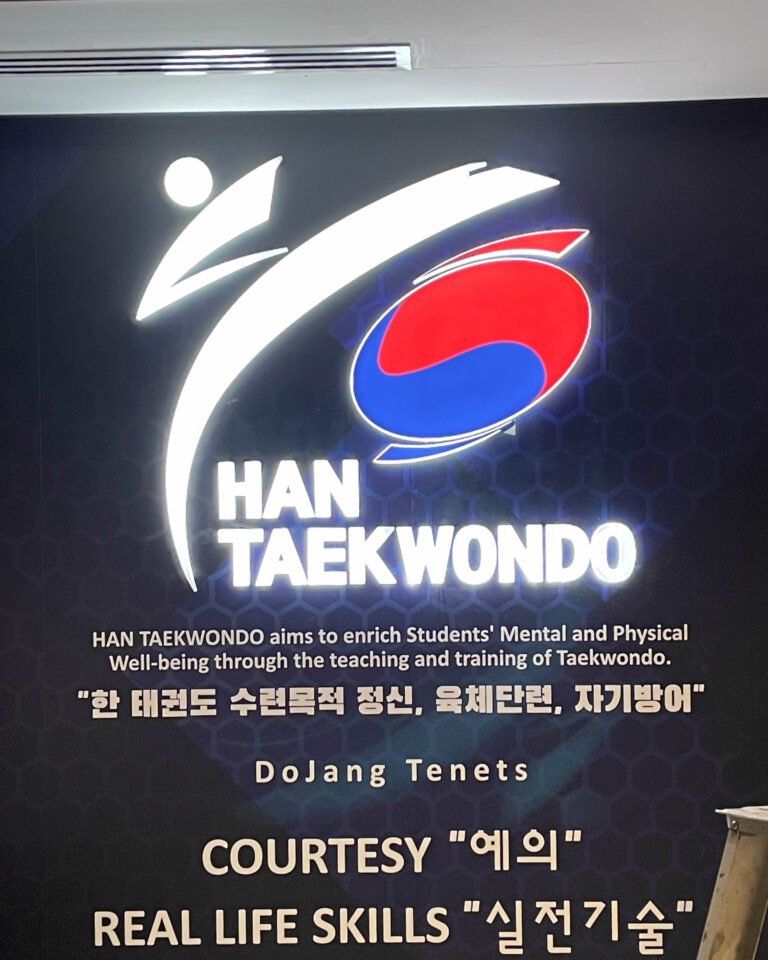 HAN
TAEKWONDO
HAN TAEKWONDO aims to enrich Students' Mental and Physical
Well-being through the teaching and training of Taekwondo.
"한 태권도 수련목적 정신, 육체단련, 자기방어"
DoJang Tenets
COURTESY "예의"
REAL LIFE SKILLS "실전기술"